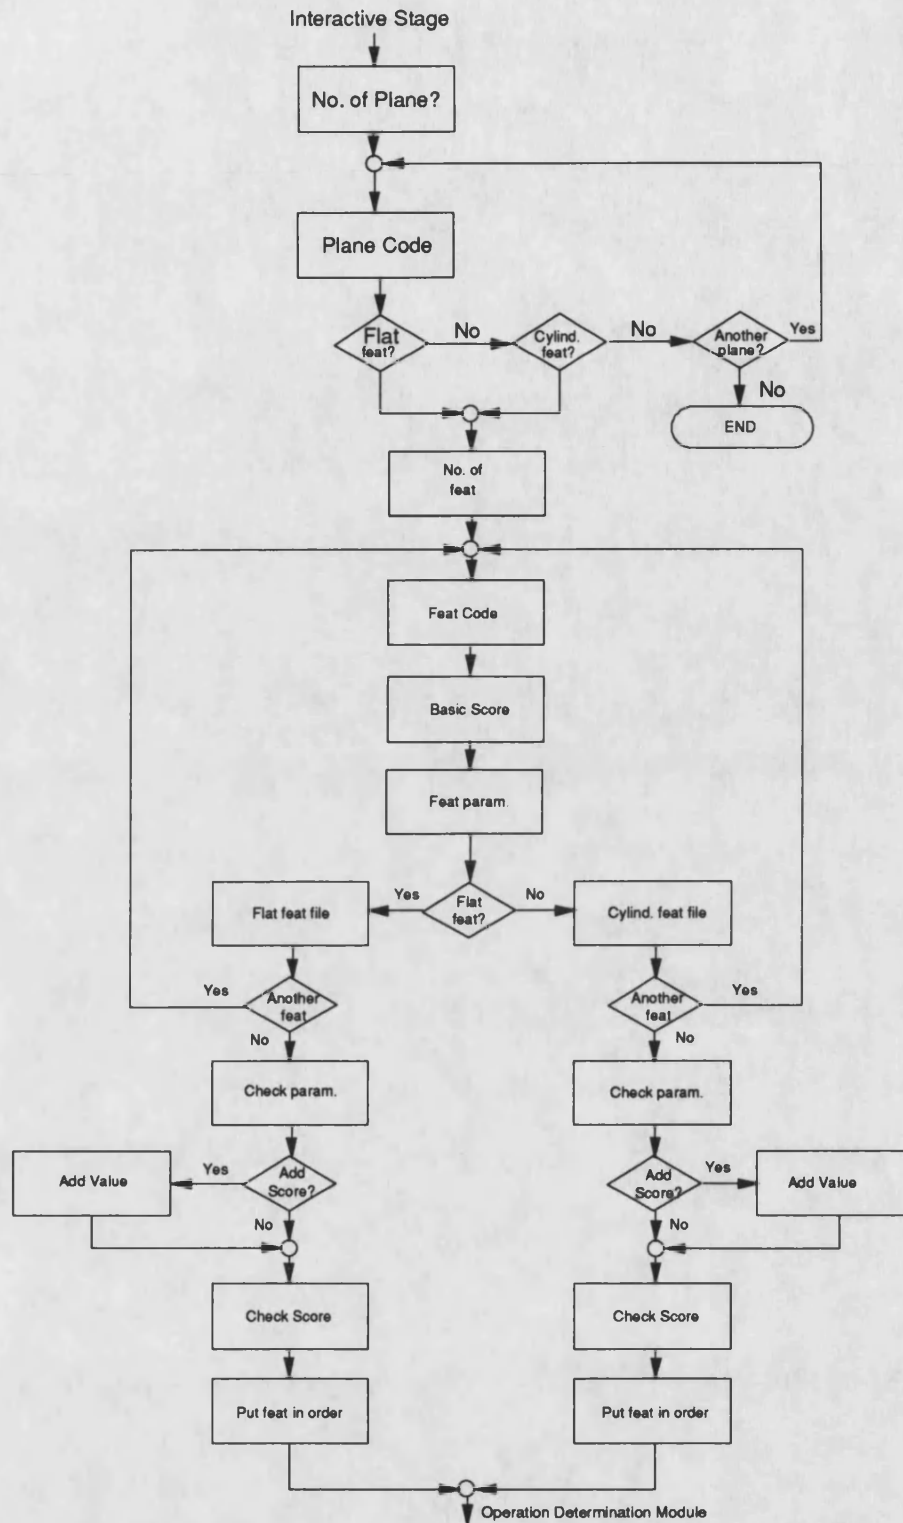 Interactive Stage
No. of Plane?
Plane Code
Flat
feat?
No
Cylind.
feat?
No
Another
plane?
Yes
No
END
No. of
feat
Feat Code
Basic Score
Feat param.
Flat feat file
Yes
Flat
feat?
No
Cylind. feat file
Yes
Another
feat
No
Another
feat
Yes
No
Check param.
Check param.
Add Value
Yes
Add
Score?
No
Add
Score?
Yes
Add Value
No
Check Score
Check Score
Put feat in order
Put feat in order
Operation Determination Module